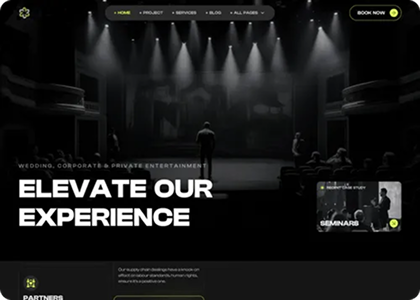 HOME
PROJECT
SERVICES
BLOG
ALL PAGES
BOOK NOW
WEDDING, CORPORATE & PRIVATE ENTERTAINMENT
ELEVATE OUR
EXPERIENCE
RECENT CASE STUDY
SEMINARS
Our supply chain dealings have a knock-on
effect on labour standards, human rights,
ensure it's a positive one.
PARTNERS